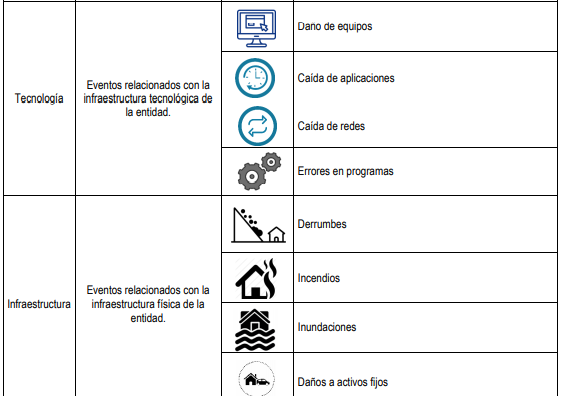 Tecnología
Eventos relacionados con la
infraestructura tecnológica de
la entidad.
Dano de equipos
Caída de aplicaciones
Caída de redes
Errores en programas
Infraestructura
Eventos relacionados con la
infraestructura física de la
entidad.
Derrumbes
Incendios
Inundaciones
Daños a activos fijos